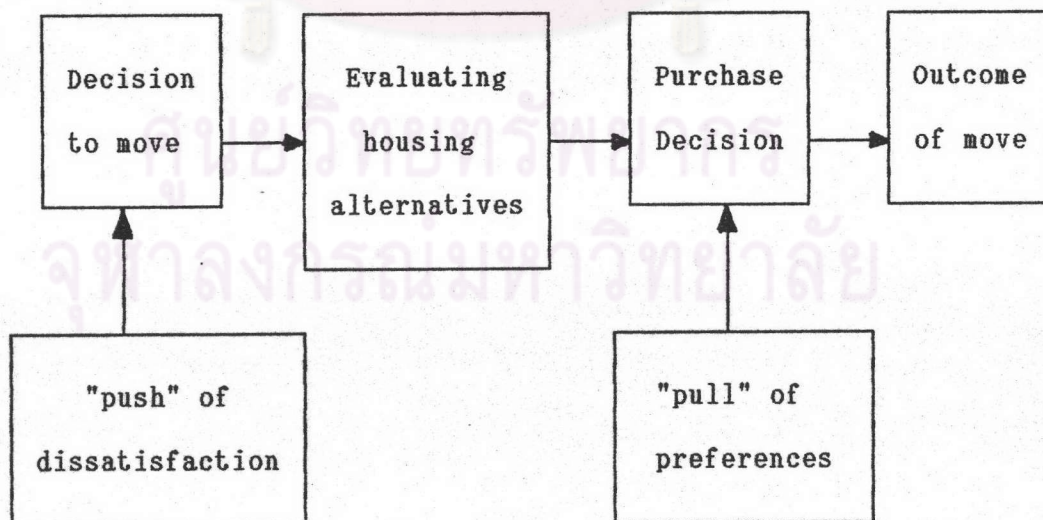 Decision
to move
Evaluating
housing
alternatives
Purchase
Decision
Outcome
of move
"push" of
dissatisfaction
"pull" of
preferences
ศูนย์วิทยทรัพยากร
จุฬาลงกรณ์มหาวิทยาลัย